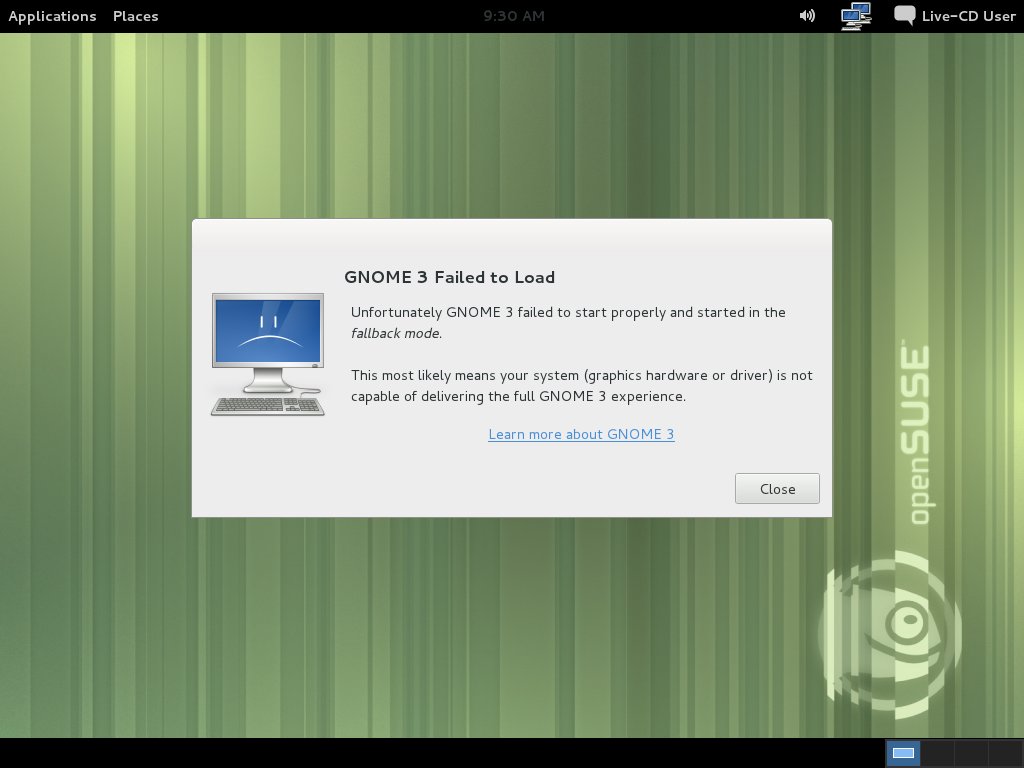 Applications Places 9:30 AM Live-CD User
GNOME 3 Failed to Load
Unfortunately GNOME 3 failed to start properly and started in the
fallback mode.
This most likely means your system (graphics hardware or driver) is not
capable of delivering the full GNOME 3 experience.
Learn more about GNOME 3
Close
openSUSE™